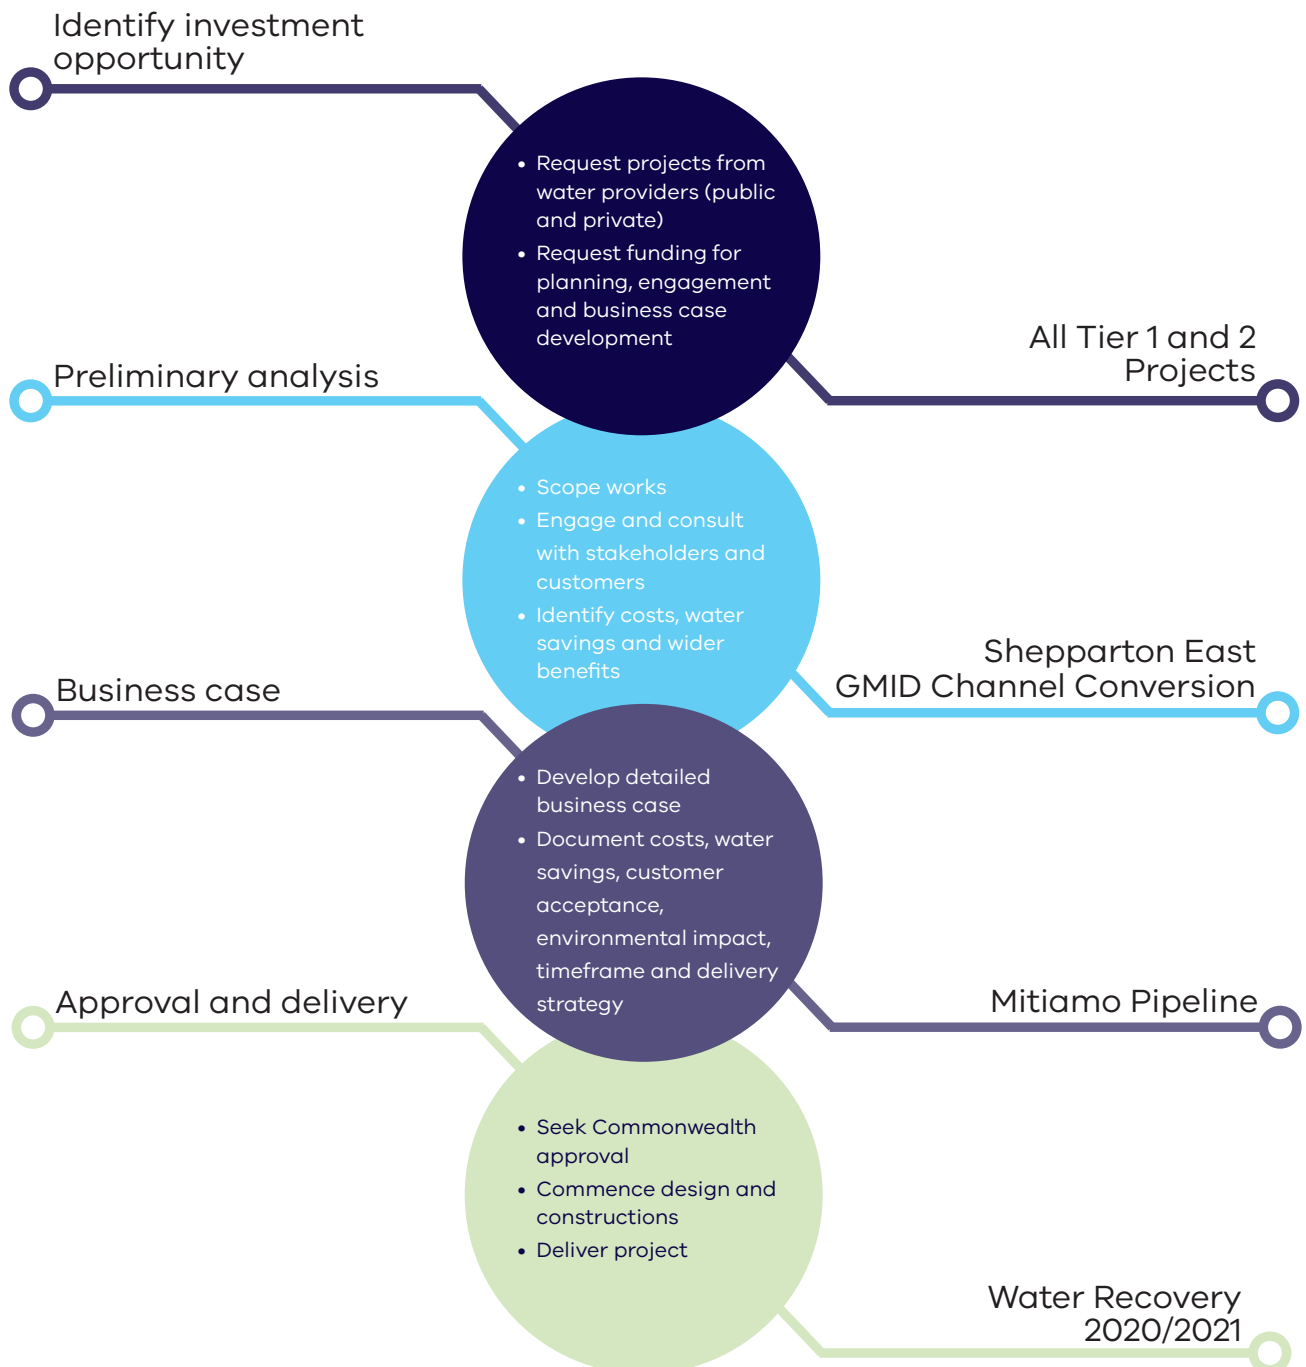 Identify investment
opportunity
• Request projects from
water providers (public
and private)
• Request funding for
planning, engagement
and business case
development
All Tier 1 and 2
Projects
Preliminary analysis
• Scope works
• Engage and consult
with stakeholders and
customers
• Identify costs, water
savings and wider
benefits
Shepparton East
GMID Channel Conversion
Business case
• Develop detailed
business case
• Document costs, water
savings, customer
acceptance,
environmental impact,
timeframe and delivery
strategy
Mitiamo Pipeline
Approval and delivery
• Seek Commonwealth
approval
• Commence design and
constructions
• Deliver project
Water Recovery
2020/2021